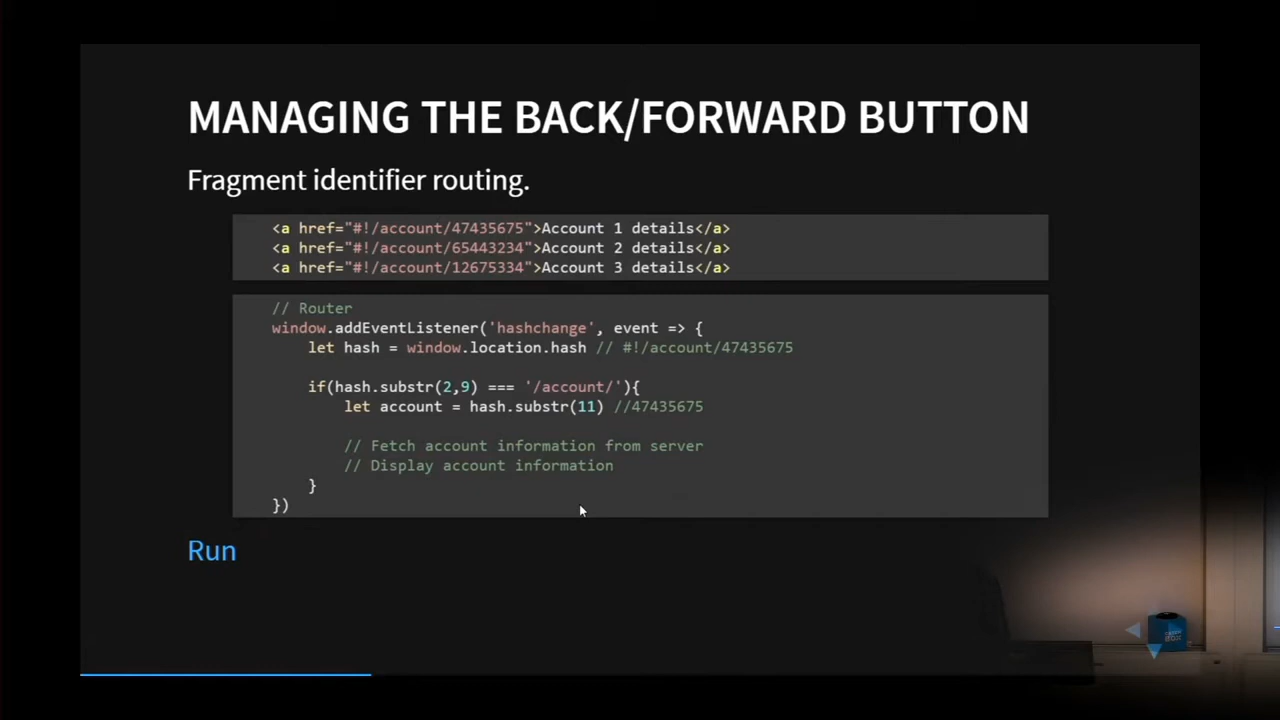 MANAGING THE BACK/FORWARD BUTTON
Fragment identifier routing.
<a href="#!/account/47435675">Account 1 details</a>
<a href="#!/account/65443234">Account 2 details</a>
<a href="#!/account/12675334">Account 3 details</a>
// Router
window.addEventListener('hashchange', event => {
let hash = window.location.hash // #!/account/47435675
if(hash.substr(2,9) === '/account/'){
let account = hash.substr(11) //47435675
// Fetch account information from server
// Display account information
}
})
Run